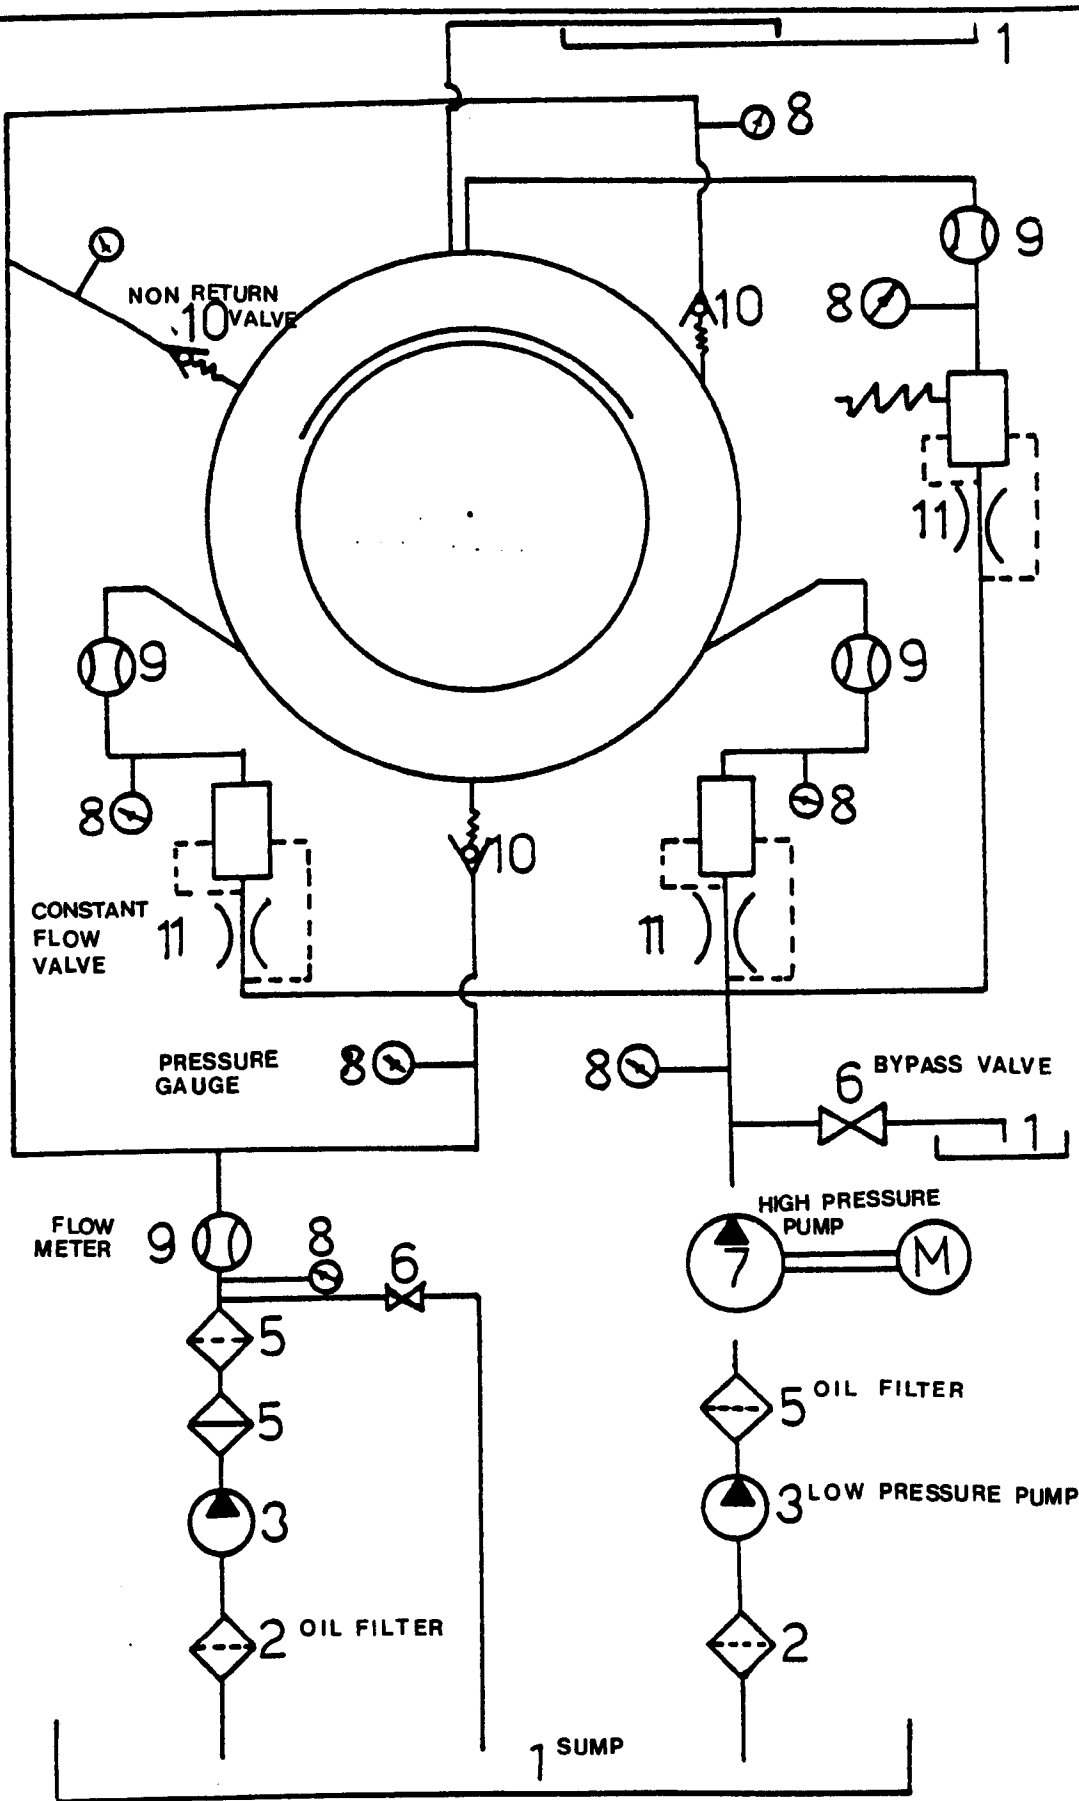 1
8
9
NON RETURN
10 VALVE
10
8
11
9
9
8
8
10
CONSTANT
FLOW
VALVE
11
11
PRESSURE
GAUGE
8
8
6 BYPASS VALVE
1
HIGH PRESSURE
PUMP
FLOW
METER
9
8
6
7
M
5
5 OIL FILTER
5
3
3 LOW PRESSURE PUMP
2 OIL FILTER
2
1 SUMP